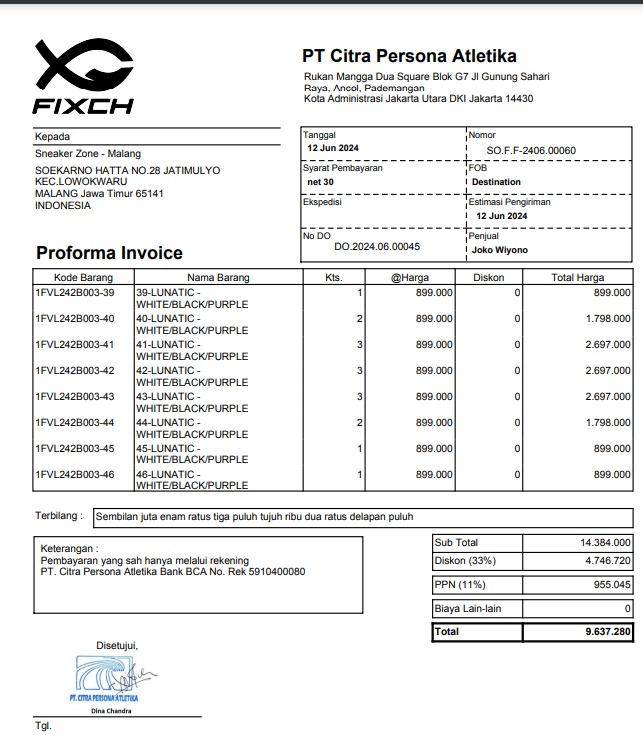 FIXCH
PT Citra Persona Atletika
Rukan Mangga Dua Square Blok G7 Jl Gunung Sahari
Raya, Ancol, Pademangan
Kota Administrasi Jakarta Utara DKI Jakarta 14430
Kepada
Sneaker Zone - Malang
SOEKARNO HATTA NO.28 JATIMULYO
KEC.LOWOKWARU
MALANG Jawa Timur 65141
INDONESIA
Tanggal
12 Jun 2024
Nomor
SO.F.F-2406.00060
Syarat Pembayaran
net 30
FOB
Destination
Ekspedisi
Estimasi Pengiriman
12 Jun 2024
No DO
DO.2024.06.00045
Penjual
Joko Wiyono
Proforma Invoice
Kode Barang Nama Barang Kts. @Harga Diskon Total Harga
1FVL242B003-39 39-LUNATIC - 1 899.000 0 899.000
WHITE/BLACK/PURPLE
1FVL242B003-40 40-LUNATIC - 2 899.000 0 1.798.000
WHITE/BLACK/PURPLE
1FVL242B003-41 41-LUNATIC - 3 899.000 0 2.697.000
WHITE/BLACK/PURPLE
1FVL242B003-42 42-LUNATIC - 3 899.000 0 2.697.000
WHITE/BLACK/PURPLE
1FVL242B003-43 43-LUNATIC - 3 899.000 0 2.697.000
WHITE/BLACK/PURPLE
1FVL242B003-44 44-LUNATIC - 2 899.000 0 1.798.000
WHITE/BLACK/PURPLE
1FVL242B003-45 45-LUNATIC - 1 899.000 0 899.000
WHITE/BLACK/PURPLE
1FVL242B003-46 46-LUNATIC - 1 899.000 0 899.000
WHITE/BLACK/PURPLE
Terbilang : Sembilan juta enam ratus tiga puluh tujuh ribu dua ratus delapan puluh
Keterangan :
Pembayaran yang sah hanya melalui rekening
PT. Citra Persona Atletika Bank BCA No. Rek 5910400080
Sub Total 14.384.000
Diskon (33%) 4.746.720
PPN (11%) 955.045
Biaya Lain-lain 0
Total 9.637.280
Disetujui,
PT. CITRA PERSONA ATLETIKA
Dina Chandra
Tgl.